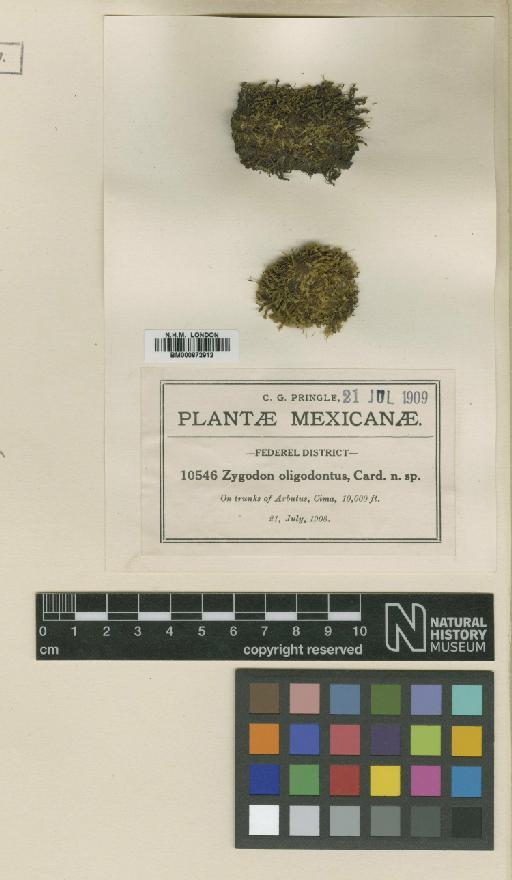 N.H.M. LONDON
C. G. PRINGLE, 21 JUL 1909
PLANTÆ MEXICANÆ.
—FEDEREL DISTRICT—
10546 Zygodon oligodontus, Card. n. sp.
On trunks of Arbutus, Cima, 10,000 ft.
21, July, 1908.
0 1 2 3 4 5 6 7 8 9 10
cm
copyright reserved
N
NATURAL
HISTORY
MUSEUM